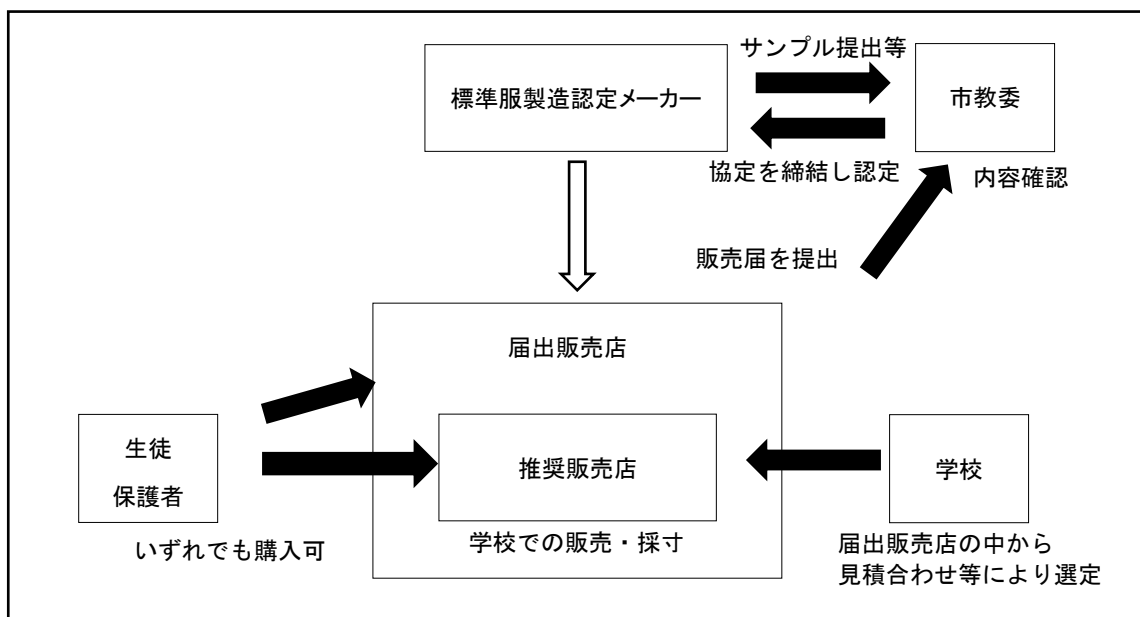 サンプル提出等
標準服製造認定メーカー
市教委
協定を締結し認定
内容確認
販売届を提出
届出販売店
生徒
保護者
推奨販売店
学校
いずれでも購入可
学校での販売・採寸
届出販売店の中から
見積合わせ等により選定